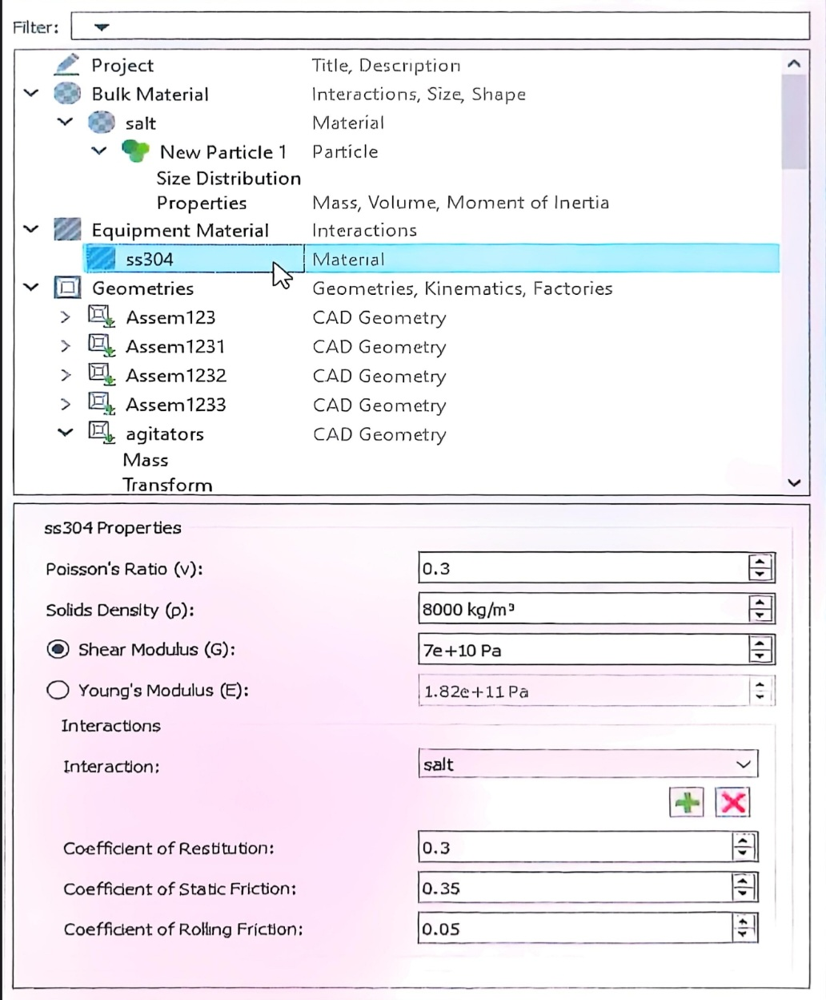 Filter:
Project Title, Description
Bulk Material Interactions, Size, Shape
salt Material
New Particle 1 Particle
Size Distribution
Properties Mass, Volume, Moment of Inertia
Equipment Material Interactions
ss304 Material
Geometries Geometries, Kinematics, Factories
Assem123 CAD Geometry
Assem1231 CAD Geometry
Assem1232 CAD Geometry
Assem1233 CAD Geometry
agitators CAD Geometry
Mass
Transform
ss304 Properties
Poisson's Ratio (ν): 0.3
Solids Density (ρ): 8000 kg/m³
Shear Modulus (G): 7e+10 Pa
Young's Modulus (E): 1.82e+11 Pa
Interactions
Interaction: salt
Coefficient of Restitution: 0.3
Coefficient of Static Friction: 0.35
Coefficient of Rolling Friction: 0.05